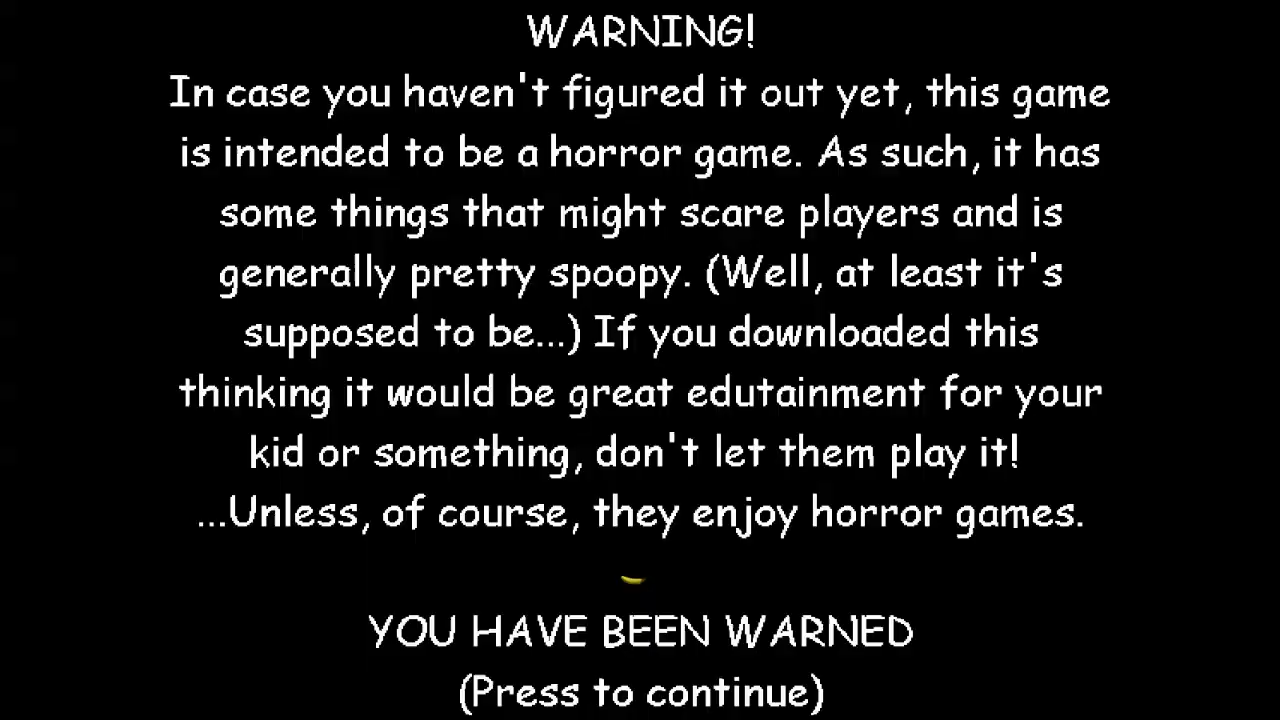 WARNING!
In case you haven't figured it out yet, this game
is intended to be a horror game. As such, it has
some things that might scare players and is
generally pretty spoopy. (Well, at least it's
supposed to be...) If you downloaded this
thinking it would be great edutainment for your
kid or something, don't let them play it!
...Unless, of course, they enjoy horror games.
YOU HAVE BEEN WARNED
(Press to continue)